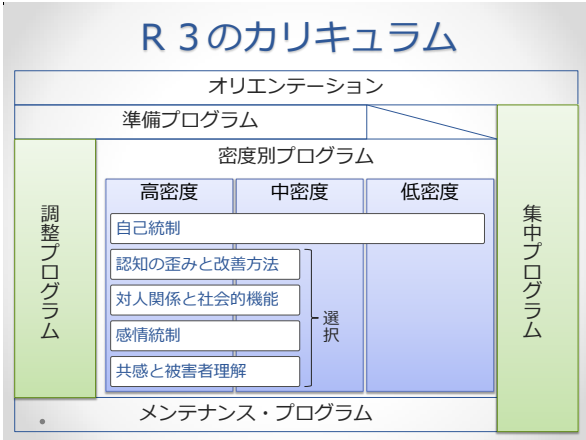 R３のカリキュラム
オリエンテーション
準備プログラム
密度別プログラム
高密度
中密度
低密度
調整プログラム
自己統制
認知の歪みと改善方法
対人関係と社会的機能
感情統制
共感と被害者理解
選択
集中プログラム
メンテナンス・プログラム